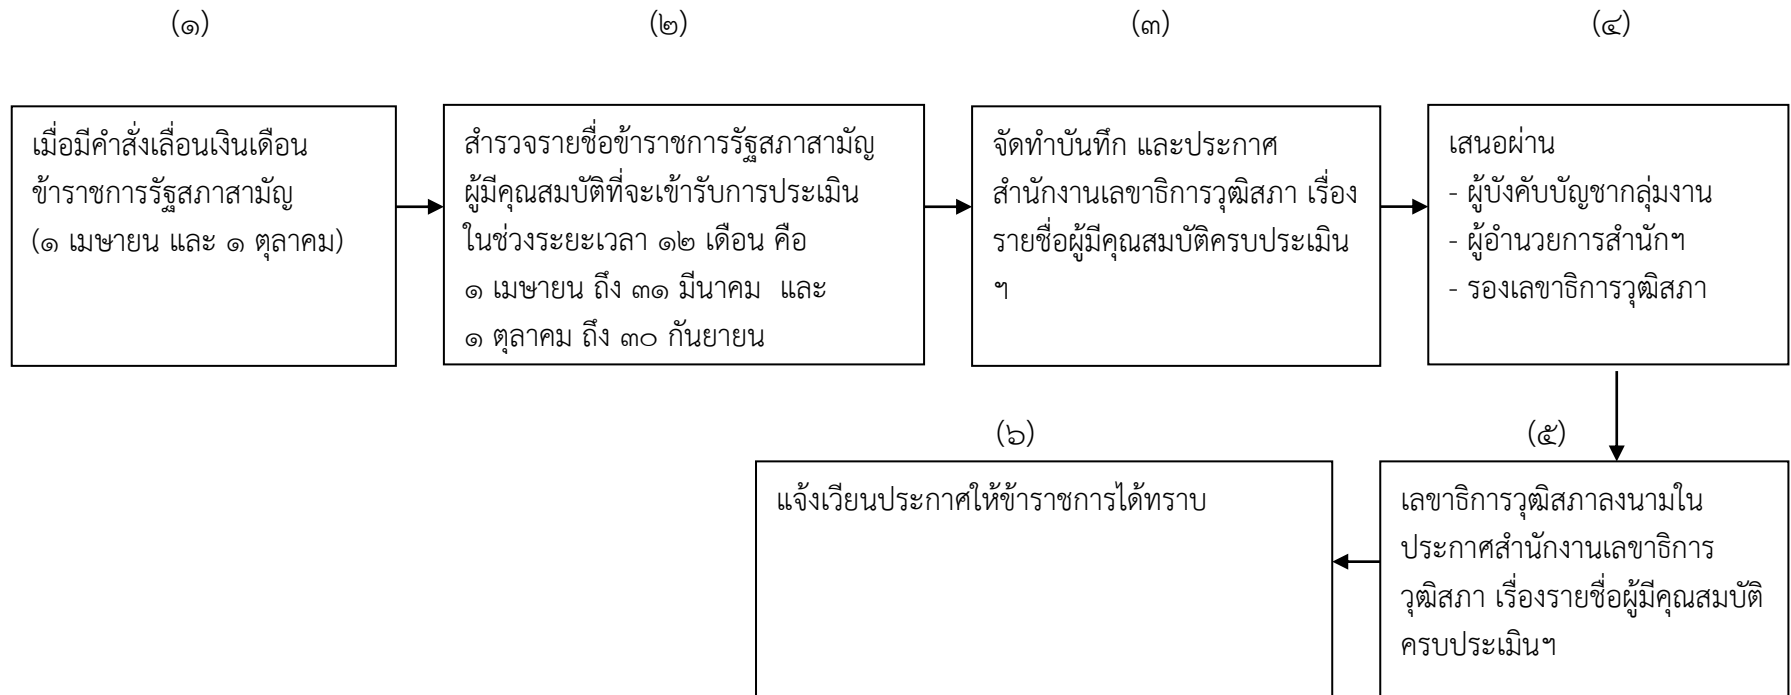 (๑)
(๒)
(๓)
(๔)
เมื่อมีคำสั่งเลื่อนเงินเดือน
ข้าราชการรัฐสภาสามัญ
(๑ เมษายน และ ๑ ตุลาคม)
สำรวจรายชื่อข้าราชการรัฐสภาสามัญ
ผู้มีคุณสมบัติที่จะเข้ารับการประเมิน
ในช่วงระยะเวลา ๑๒ เดือน คือ
๑ เมษายน ถึง ๓๑ มีนาคม และ
๑ ตุลาคม ถึง ๓๐ กันยายน
จัดทำบันทึก และประกาศ
สำนักงานเลขาธิการวุฒิสภา เรื่อง
รายชื่อผู้มีคุณสมบัติครบประเมิน
ฯ
เสนอผ่าน
- ผู้บังคับบัญชากลุ่มงาน
- ผู้อำนวยการสำนักฯ
- รองเลขาธิการวุฒิสภา
(๖)
(๕)
แจ้งเวียนประกาศให้ข้าราชการได้ทราบ
เลขาธิการวุฒิสภาลงนามใน
ประกาศสำนักงานเลขาธิการ
วุฒิสภา เรื่องรายชื่อผู้มีคุณสมบัติ
ครบประเมินฯ